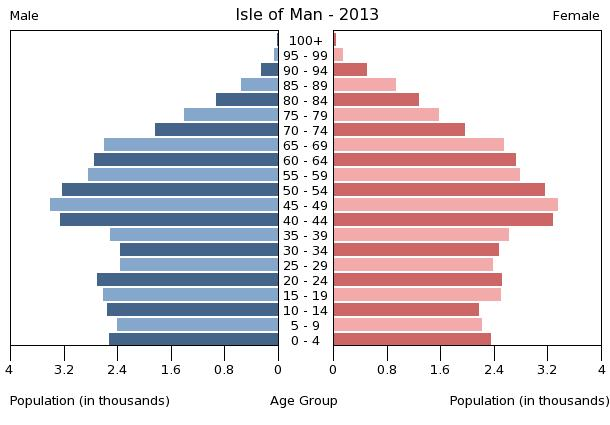 Isle of Man - 2013
Male
Female
100+
95 - 99
90 - 94
85 - 89
80 - 84
75 - 79
70 - 74
65 - 69
60 - 64
55 - 59
50 - 54
45 - 49
40 - 44
35 - 39
30 - 34
25 - 29
20 - 24
15 - 19
10 - 14
5 - 9
0 - 4
4 3.2 2.4 1.6 0.8 0 0 0.8 1.6 2.4 3.2 4
Population (in thousands) Age Group Population (in thousands)